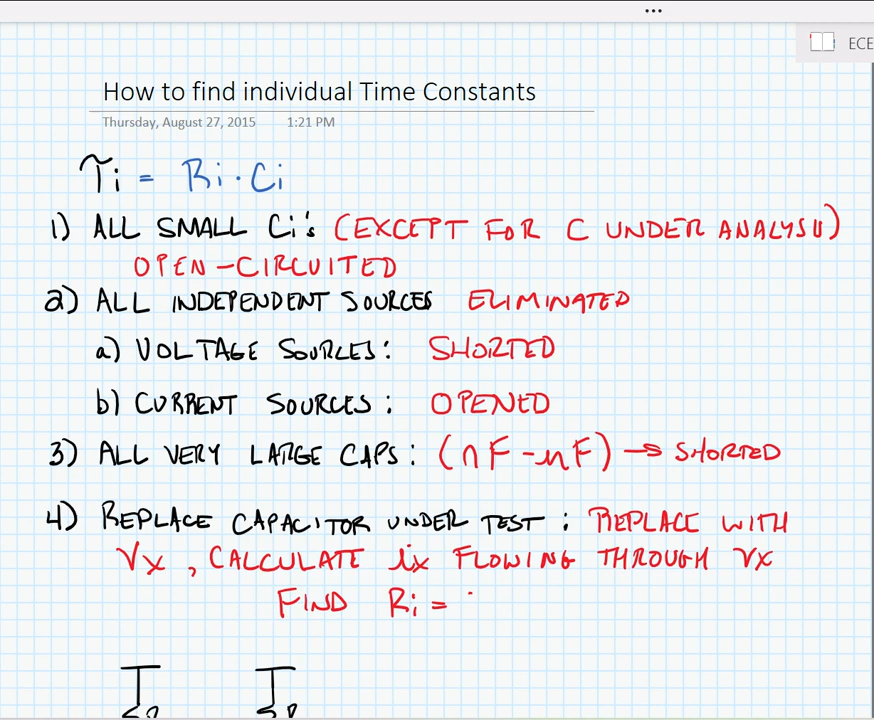 ECE
How to find individual Time Constants
Thursday, August 27, 2015 1:21 PM
τi = Ri · Ci
1) ALL SMALL Ci's (EXCEPT FOR C UNDER ANALYSIS)
OPEN-CIRCUITED
2) ALL INDEPENDENT SOURCES ELIMINATED
a) VOLTAGE SOURCES: SHORTED
b) CURRENT SOURCES: OPENED
3) ALL VERY LARGE CAPS: (nF - μF) → SHORTED
4) REPLACE CAPACITOR UNDER TEST: REPLACE WITH
Vx, CALCULATE ix FLOWING THROUGH Vx
FIND Ri =